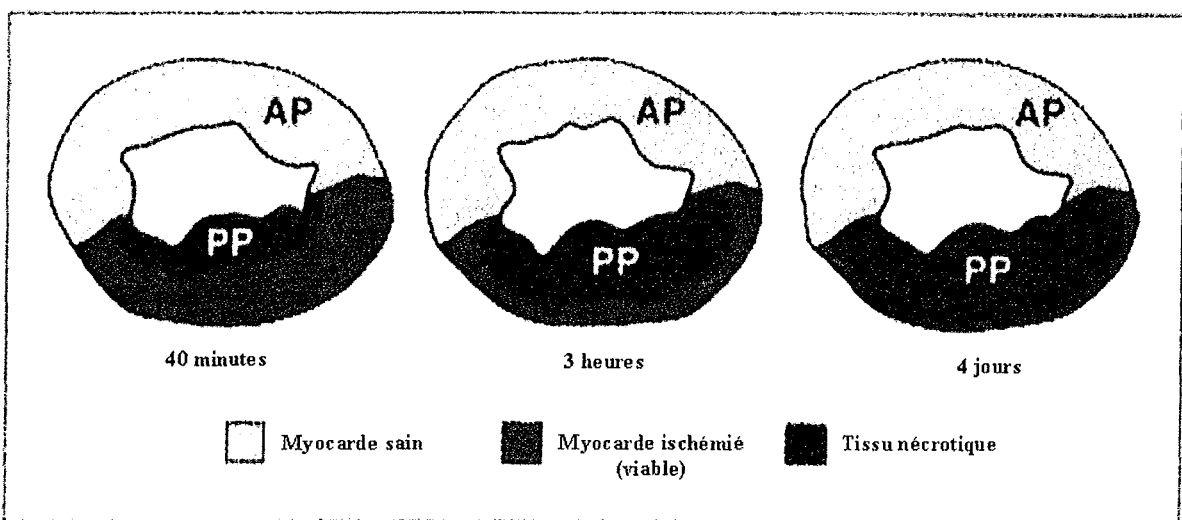 AP
PP
AP
PP
AP
PP
40 minutes
3 heures
4 jours
Myocarde sain
Myocarde ischémié
(viable)
Tissu nécrotique